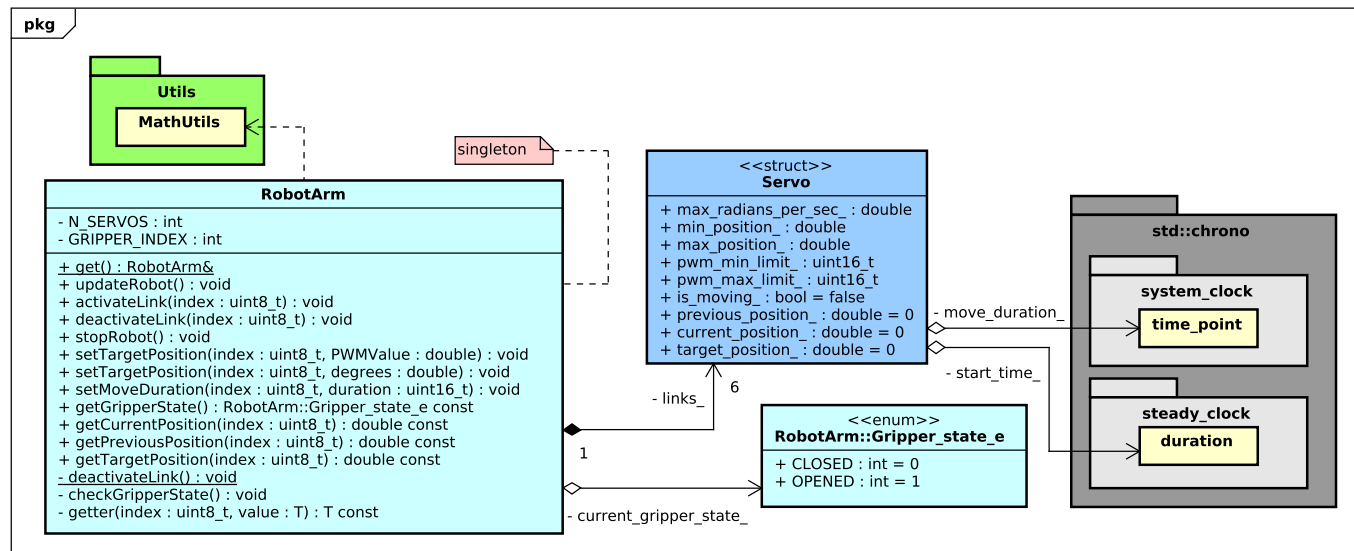 pkg
Utils
MathUtils
singleton
RobotArm
- N_SERVOS : int
- GRIPPER_INDEX : int
+ get() : RobotArm&
+ updateRobot() : void
+ activateLink(index : uint8_t) : void
+ deactivateLink(index : uint8_t) : void
+ stopRobot() : void
+ setTargetPosition(index : uint8_t, PWMValue : double) : void
+ setTargetPosition(index : uint8_t, degrees : double) : void
+ setMoveDuration(index : uint8_t, duration : uint16_t) : void
+ getGripperState() : RobotArm::Gripper_state_e const
+ getCurrentPosition(index : uint8_t) : double const
+ getPreviousPosition(index : uint8_t) : double const
+ getTargetPosition(index : uint8_t) : double const
- deactivateLink() : void
- checkGripperState() : void
- getter(index : uint8_t, value : T) : T const
<<struct>>
Servo
+ max_radians_per_sec_ : double
+ min_position_ : double
+ max_position_ : double
+ pwm_min_limit_ : uint16_t
+ pwm_max_limit_ : uint16_t
+ is_moving_ : bool = false
+ previous_position_ : double = 0
+ current_position_ : double = 0
+ target_position_ : double = 0
- move_duration_
- start_time_
- links_
6
1
- current_gripper_state_
<<enum>>
RobotArm::Gripper_state_e
+ CLOSED : int = 0
+ OPENED : int = 1
std::chrono
system_clock
time_point
steady_clock
duration